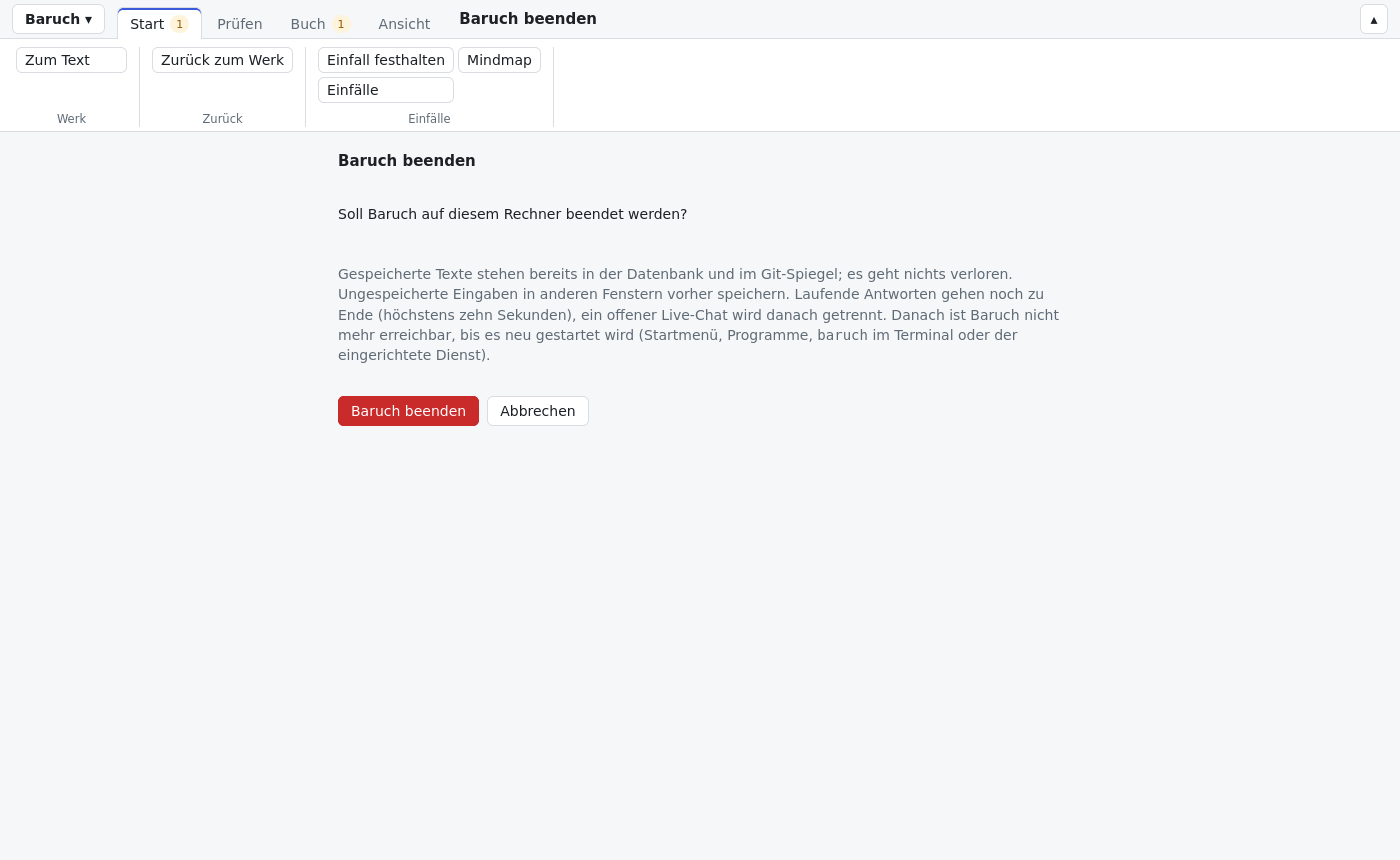 Baruch ▾ Start 1 Prüfen Buch 1 Ansicht Baruch beenden ▴
Zum Text Zurück zum Werk Einfall festhalten Mindmap
Einfälle
Werk Zurück Einfälle
Baruch beenden
Soll Baruch auf diesem Rechner beendet werden?
Gespeicherte Texte stehen bereits in der Datenbank und im Git-Spiegel; es geht nichts verloren.
Ungespeicherte Eingaben in anderen Fenstern vorher speichern. Laufende Antworten gehen noch zu
Ende (höchstens zehn Sekunden), ein offener Live-Chat wird danach getrennt. Danach ist Baruch nicht
mehr erreichbar, bis es neu gestartet wird (Startmenü, Programme, baruch im Terminal oder der
eingerichtete Dienst).
Baruch beenden Abbrechen